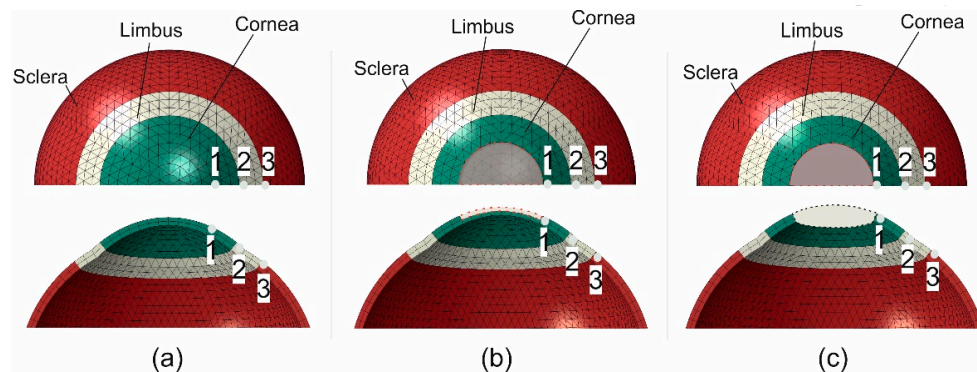 Limbus
Cornea
Sclera
1 2 3
1
2
3
(a)
Limbus
Cornea
Sclera
1 2 3
1
2
3
(b)
Limbus
Cornea
Sclera
1 2 3
1
2
3
(c)